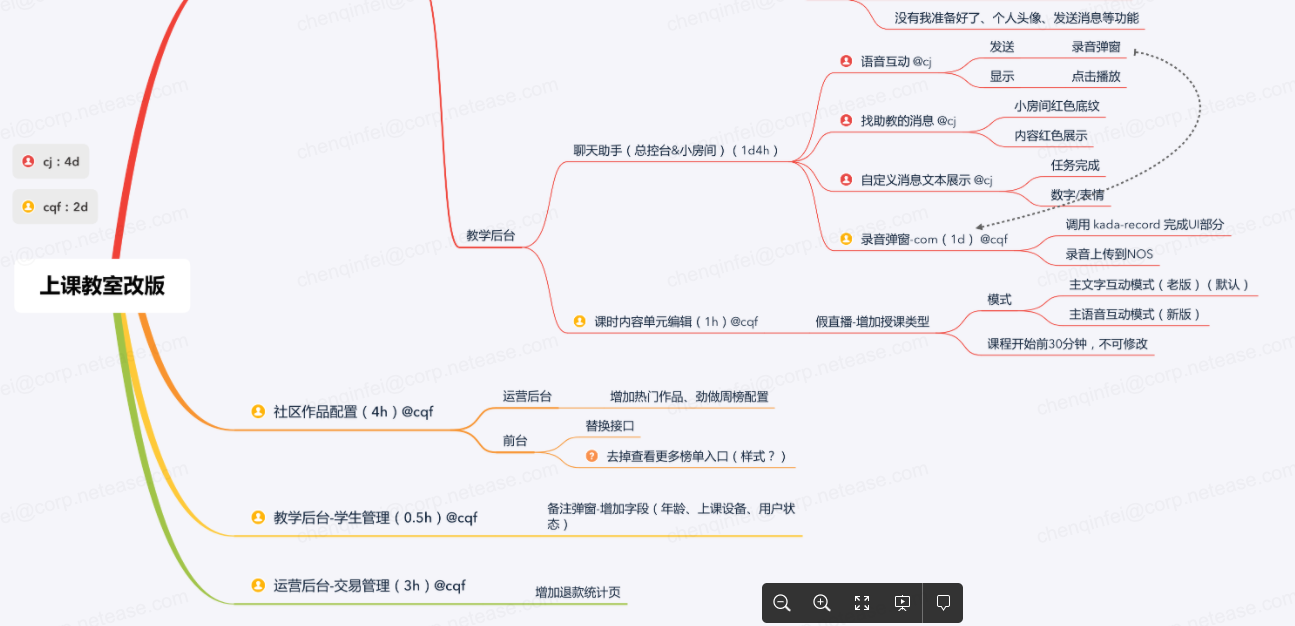 没有我准备好了、个人头像、发送消息等功能
语音互动 @cj
发送
录音弹窗
显示
点击播放
找助教的消息 @cj
小房间红色底纹
内容红色展示
聊天助手（总控台&小房间）（1d4h）
自定义消息文本展示 @cj
任务完成
数字/表情
录音弹窗-com（1d）@cqf
调用 kada-record 完成UI部分
录音上传到NOS
教学后台
课时内容单元编辑（1h）@cqf
假直播-增加授课类型
模式
主文字互动模式（老版）（默认）
主语音互动模式（新版）
课程开始前30分钟，不可修改
cj：4d
cqf：2d
上课教室改版
社区作品配置（4h）@cqf
运营后台
增加热门作品、劲做周榜配置
前台
替换接口
去掉查看更多榜单入口（样式？）
教学后台-学生管理（0.5h）@cqf
备注弹窗-增加字段（年龄、上课设备、用户状
态）
运营后台-交易管理（3h）@cqf
增加退款统计页
chenqinfei@corp.netease.com